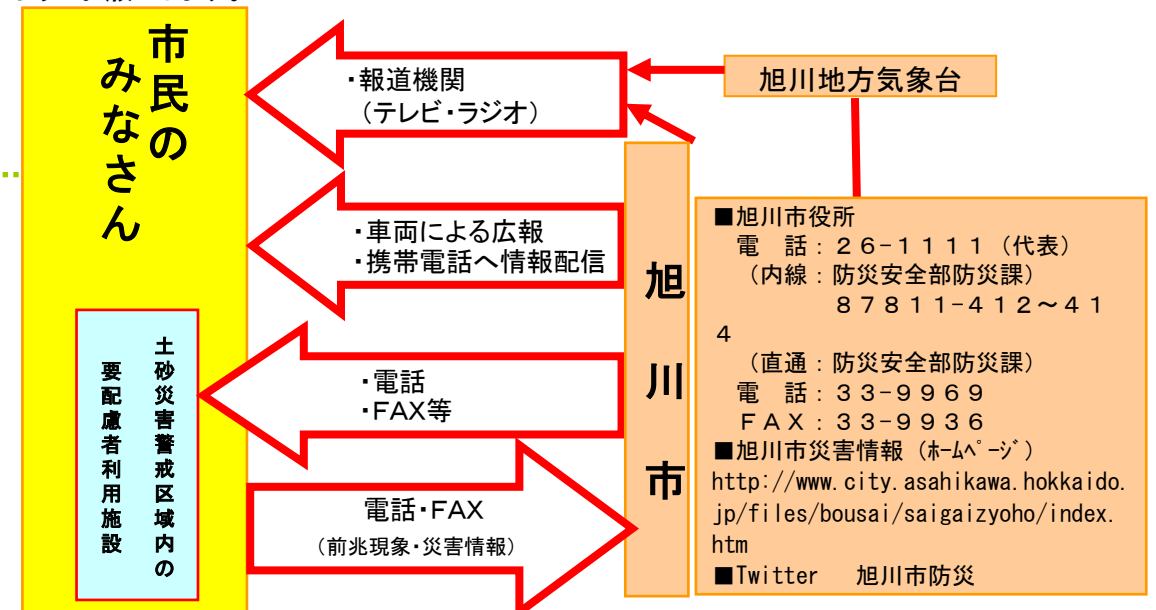 市民の
みなさん
土砂災害警戒区域内の
要配慮者利用施設
・報道機関
（テレビ・ラジオ）
・車両による広報
・携帯電話へ情報配信
・電話
・FAX等
電話・FAX
（前兆現象・災害情報）
旭川市
旭川地方気象台
■旭川市役所
電　話：２６-１１１１（代表）
（内線：防災安全部防災課）
８７８１１-４１２～４１
４
（直通：防災安全部防災課）
電　話：３３-９９６９
ＦＡＸ：３３-９９３６
■旭川市災害情報（ﾎｰﾑﾍﾟｰｼﾞ）
http://www.city.asahikawa.hokkaido.
jp/files/bousai/saigaizyoho/index.
htm
■Twitter　旭川市防災